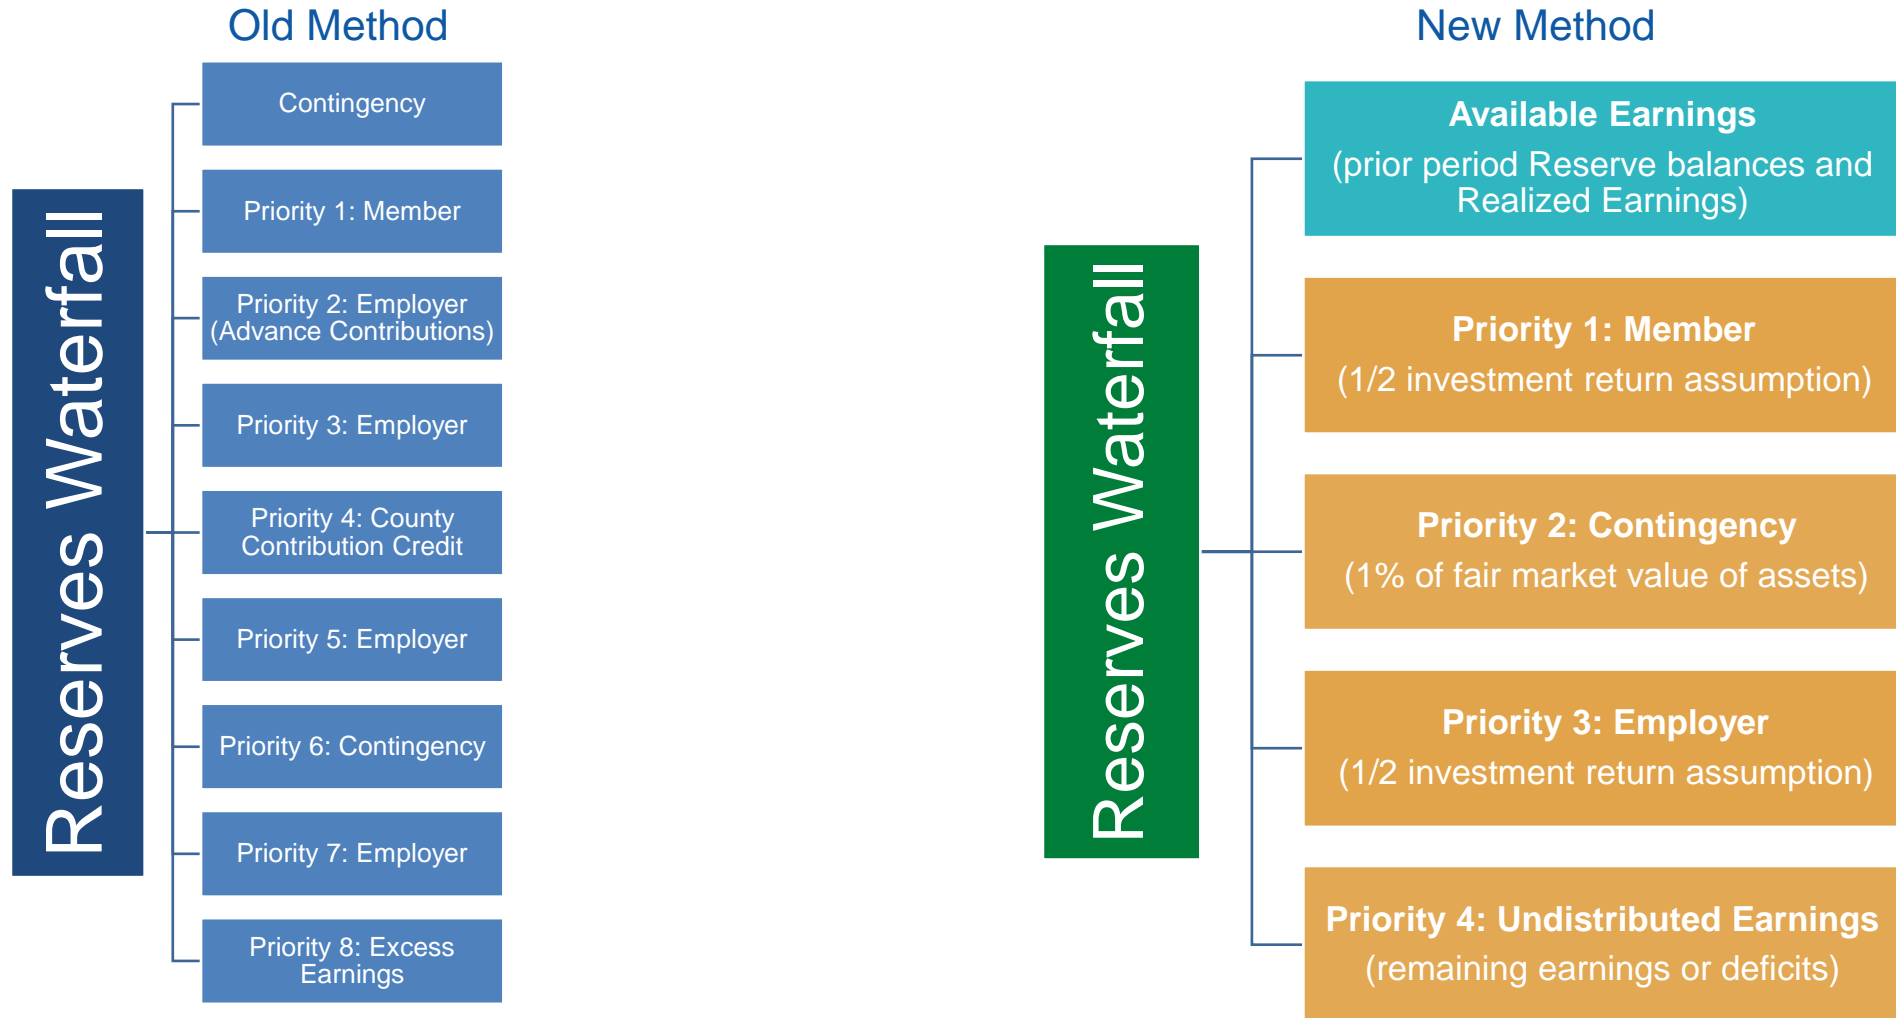 Old Method
Reserves Waterfall
Contingency
Priority 1: Member
Priority 2: Employer
(Advance Contributions)
Priority 3: Employer
Priority 4: County
Contribution Credit
Priority 5: Employer
Priority 6: Contingency
Priority 7: Employer
Priority 8: Excess
Earnings
New Method
Reserves Waterfall
Available Earnings
(prior period Reserve balances and
Realized Earnings)
Priority 1: Member
(1/2 investment return assumption)
Priority 2: Contingency
(1% of fair market value of assets)
Priority 3: Employer
(1/2 investment return assumption)
Priority 4: Undistributed Earnings
(remaining earnings or deficits)